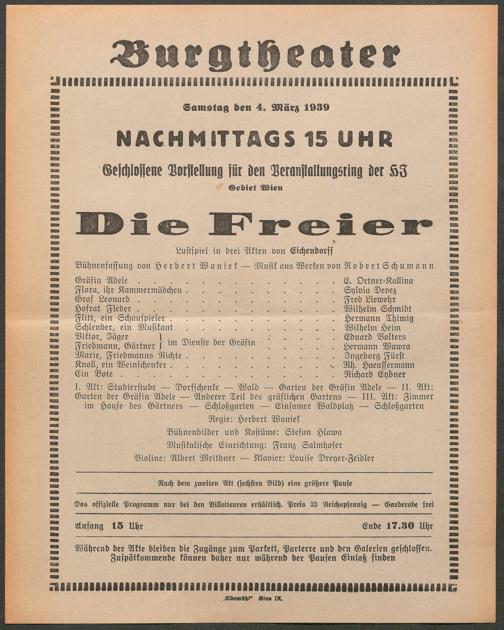 Burgtheater
Samstag den 4. März 1939
NACHMITTAGS 15 UHR
Geschlossene Vorstellung für den Veranstaltungsring der HJ
Gebiet Wien
Die Freier
Lustspiel in drei Akten von Eichendorff
Bühnenfassung von Herbert Waniek — Musik aus Werken von Robert Schumann
Gräfin Adele . . . . . . . . . . E. Ortner-Kallina
Flora, ihr Kammermädchen . . . . . . . . . . Sylvia Devez
Graf Leonard . . . . . . . . . . Fred Liewehr
Hofrat Fleder . . . . . . . . . . Wilhelm Schmidt
Flitt, ein Schauspieler . . . . . . . . . . Hermann Thimig
Schlender, ein Musikant . . . . . . . . . . Wilhelm Heim
Viktor, Jäger } im Dienste der Gräfin . . . . . . Eduard Volters
Friedmann, Gärtner } . . . . . . Hermann Wawra
Marie, Friedmanns Nichte . . . . . . . . . . Ingeborg Fürst
Knoll, ein Weinschenker . . . . . . . . . . Rh. Haeussermann
Ein Bote . . . . . . . . . . Richard Eybner
I. Akt: Studierstube — Dorfschenke — Wald — Garten der Gräfin Adele — II. Akt:
Garten der Gräfin Adele — Anderer Teil des gräflichen Gartens — III. Akt: Zimmer
im Hause des Gärtners — Schloßgarten — Einsamer Waldplatz — Schloßgarten
Regie: Herbert Waniek
Bühnenbilder und Kostüme: Stefan Hlawa
Musikalische Einrichtung: Franz Salmhofer
Violine: Albert Meithner — Klavier: Louise Dreyer-Zeidler
Nach dem zweiten Akt (sechsten Bild) eine größere Pause
Das offizielle Programm nur bei den Billetteuren erhältlich. Preis 33 Reichspfennig — Garderobe frei
Anfang 15 Uhr Ende 17.30 Uhr
Während der Akte bleiben die Zugänge zum Parkett, Parterre und den Galerien geschlossen.
Zuspätkommende können daher nur während der Pausen Einlaß finden
„Elbemühl" Wien IX.